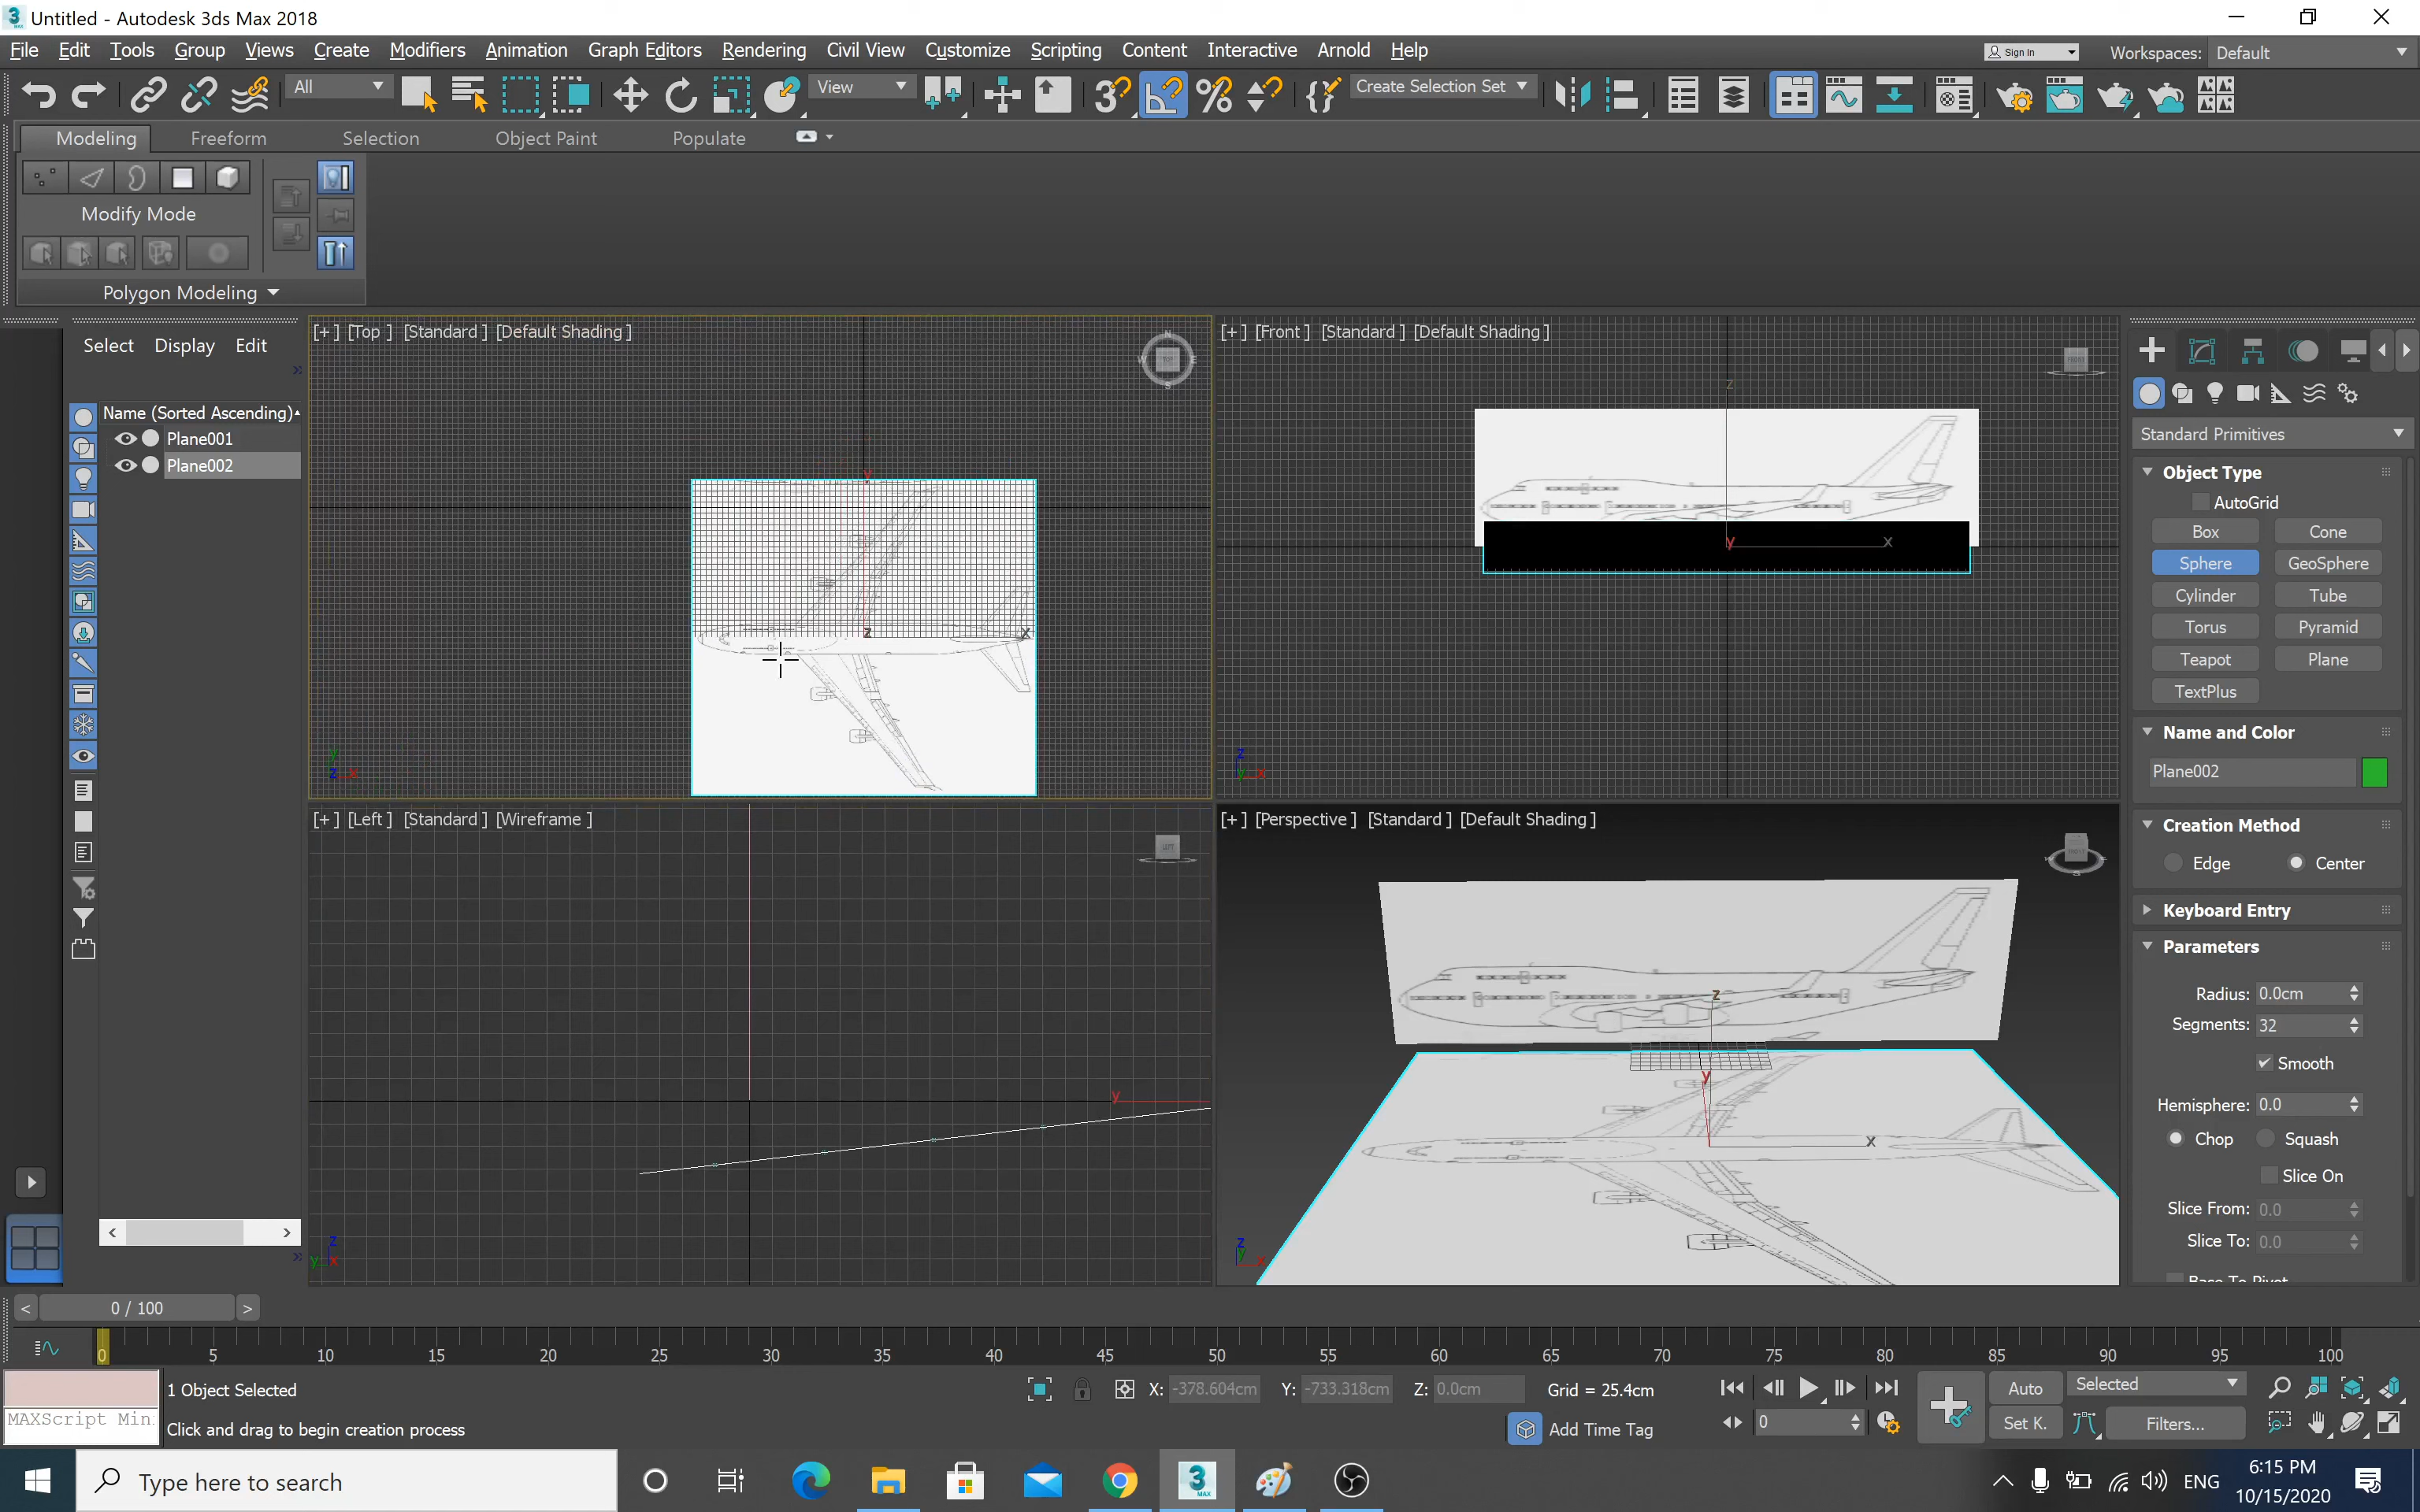 Untitled - Autodesk 3ds Max 2018
File Edit Tools Group Views Create Modifiers Animation Graph Editors Rendering Civil View Customize Scripting Content Interactive Arnold Help
Sign In Workspaces: Default
All View Create Selection Set
Modeling Freeform Selection Object Paint Populate
Modify Mode
Polygon Modeling
Select Display Edit
Name (Sorted Ascending)
Plane001
Plane002
[+] [Top ] [Standard ] [Default Shading ]
[+] [Front ] [Standard ] [Default Shading ]
[+] [Left ] [Standard ] [Wireframe ]
[+] [Perspective ] [Standard ] [Default Shading ]
Standard Primitives
Object Type
AutoGrid
Box Cone
Sphere GeoSphere
Cylinder Tube
Torus Pyramid
Teapot Plane
TextPlus
Name and Color
Plane002
Creation Method
Edge Center
Keyboard Entry
Parameters
Radius: 0.0cm
Segments: 32
Smooth
Hemisphere: 0.0
Chop Squash
Slice On
Slice From: 0.0
Slice To: 0.0
Base To Pivot
< 0 / 100 >
0 5 10 15 20 25 30 35 40 45 50 55 60 65 70 75 80 85 90 95 100
1 Object Selected
X: -378.604cm Y: -733.318cm Z: 0.0cm Grid = 25.4cm
Auto Selected
MAXScript Min
Click and drag to begin creation process
Add Time Tag
0
Set K. Filters...
Type here to search
ENG
6:15 PM
10/15/2020